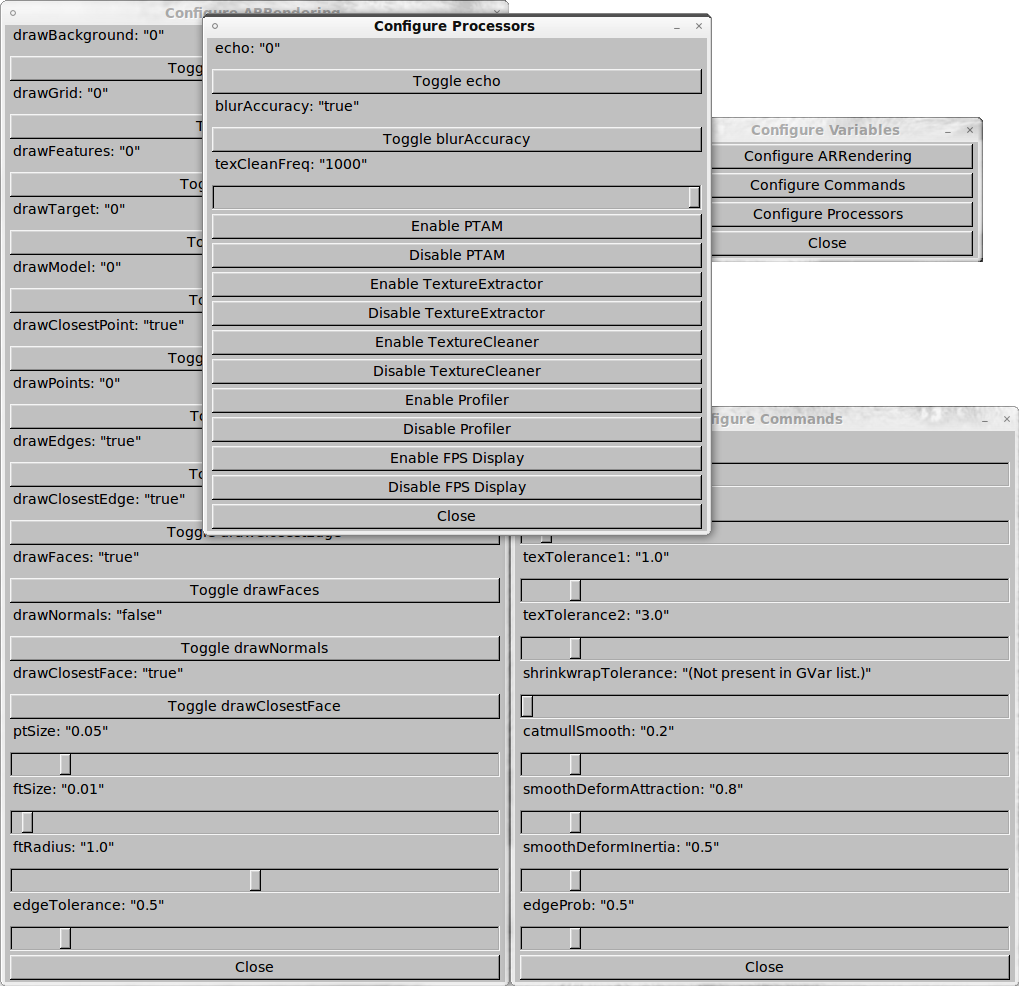 Configure ARRendering
drawBackground: "0"
Togg
drawGrid: "0"
T
drawFeatures: "0"
Tog
drawTarget: "0"
To
drawModel: "0"
To
drawClosestPoint: "true"
Togg
drawPoints: "0"
To
drawEdges: "true"
To
drawClosestEdge: "true"
Toggle drawClosestEdge
drawFaces: "true"
Toggle drawFaces
drawNormals: "false"
Toggle drawNormals
drawClosestFace: "true"
Toggle drawClosestFace
ptSize: "0.05"
ftSize: "0.01"
ftRadius: "1.0"
edgeTolerance: "0.5"
Close
Configure Processors
echo: "0"
Toggle echo
blurAccuracy: "true"
Toggle blurAccuracy
texCleanFreq: "1000"
Enable PTAM
Disable PTAM
Enable TextureExtractor
Disable TextureExtractor
Enable TextureCleaner
Disable TextureCleaner
Enable Profiler
Disable Profiler
Enable FPS Display
Disable FPS Display
Close
Configure Variables
Configure ARRendering
Configure Commands
Configure Processors
Close
figure Commands
texTolerance1: "1.0"
texTolerance2: "3.0"
shrinkwrapTolerance: "(Not present in GVar list.)"
catmullSmooth: "0.2"
smoothDeformAttraction: "0.8"
smoothDeformInertia: "0.5"
edgeProb: "0.5"
Close